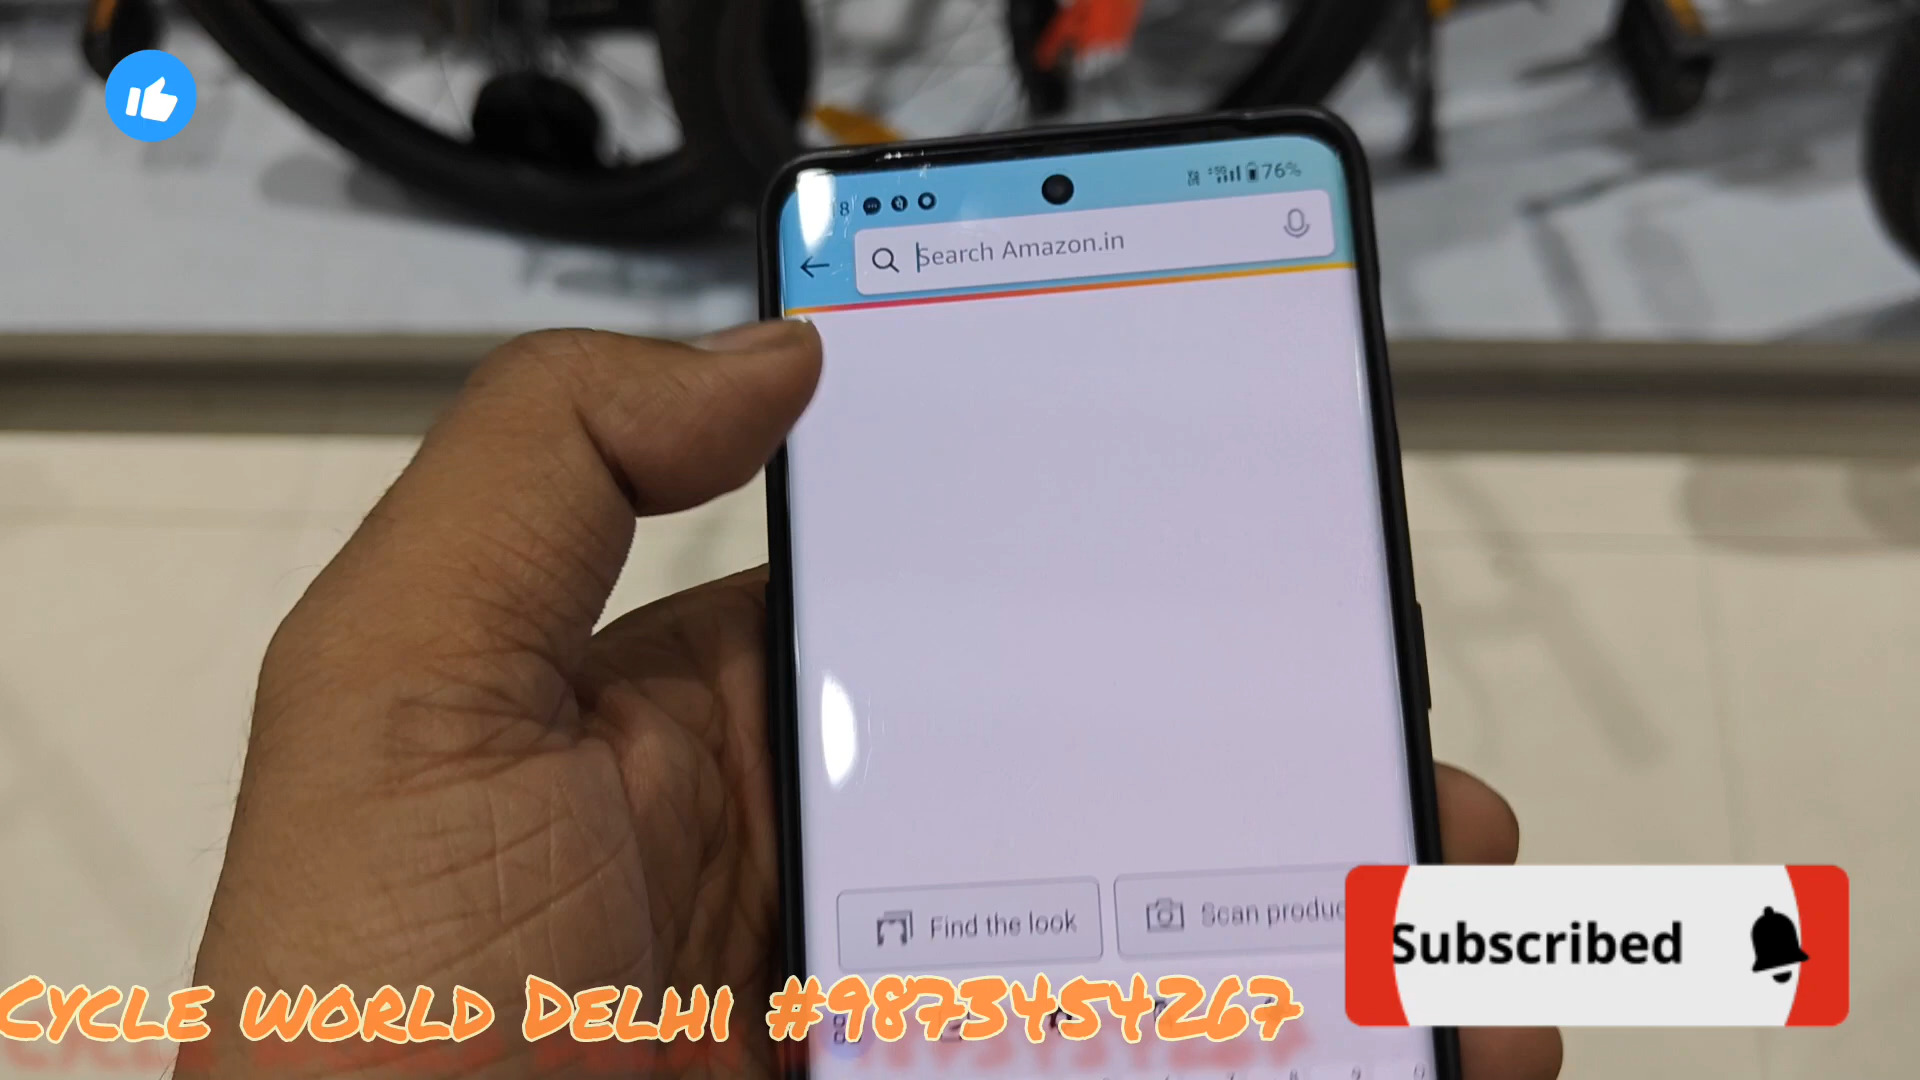 76%
Search Amazon.in
Find the look
Scan produc
Subscribed
Cycle world Delhi #9873454267